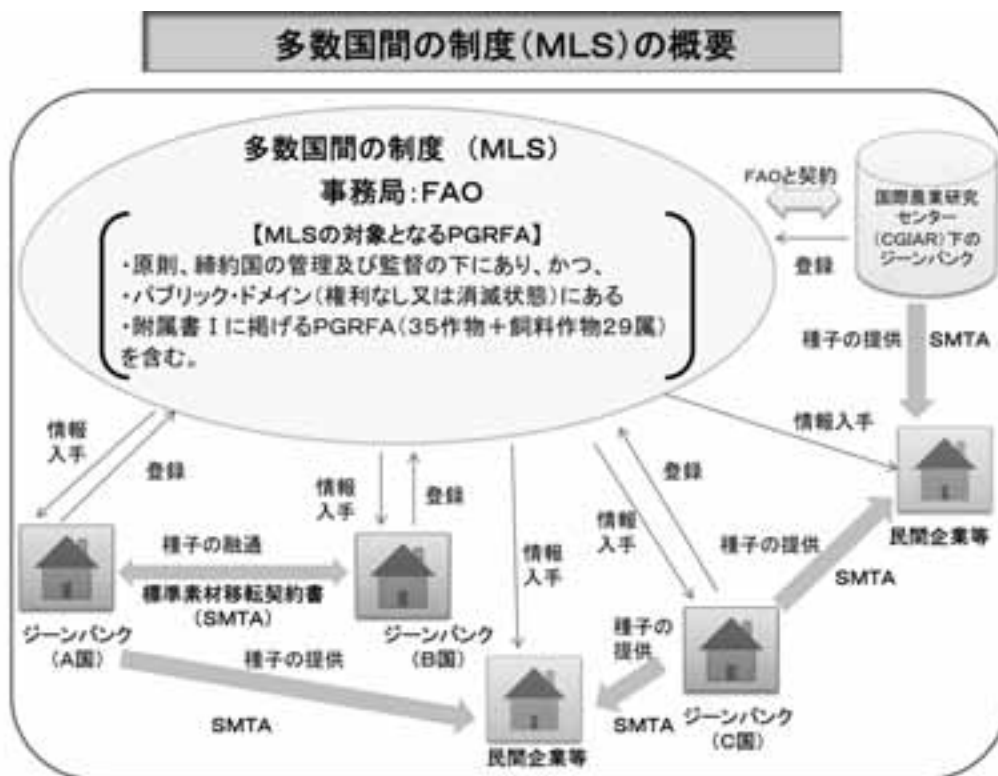 多数国間の制度(MLS)の概要
多数国間の制度 (MLS)
事務局:FAO
【MLSの対象となるPGRFA】
・原則、締約国の管理及び監督の下にあり、かつ、
・パブリック・ドメイン(権利なし又は消滅状態)にある
・附属書Ⅰに掲げるPGRFA(35作物+飼料作物29属)
を含む。
FAOと契約
登録
国際農業研究
センター
(CGIAR)下の
ジーンバンク
種子の提供
SMTA
情報
入手
登録
情報
入手
登録
情報
入手
情報
入手
登録
情報入手
民間企業等
種子の提供
SMTA
種子の融通
標準素材移転契約書
(SMTA)
ジーンバンク
(A国)
ジーンバンク
(B国)
種子の提供
SMTA
民間企業等
種子の
提供
SMTA
ジーンバンク
(C国)